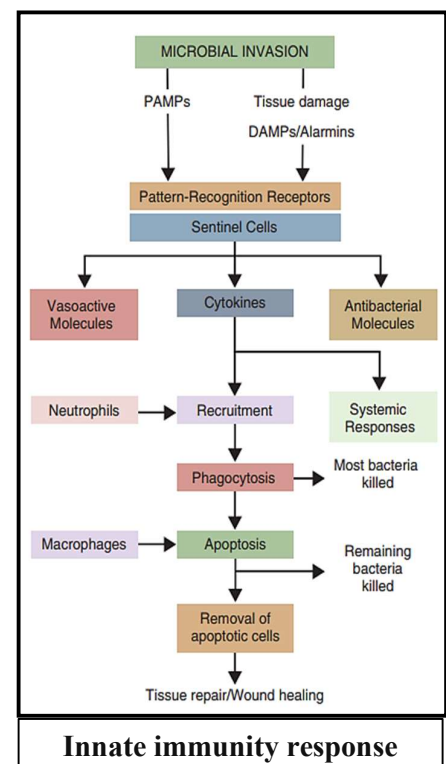 MICROBIAL INVASION
PAMPs
Tissue damage
DAMPs/Alarmins
Pattern-Recognition Receptors
Sentinel Cells
Vasoactive
Molecules
Cytokines
Antibacterial
Molecules
Neutrophils
Recruitment
Systemic
Responses
Phagocytosis
Most bacteria
killed
Macrophages
Apoptosis
Remaining
bacteria
killed
Removal of
apoptotic cells
Tissue repair/Wound healing
Innate immunity response